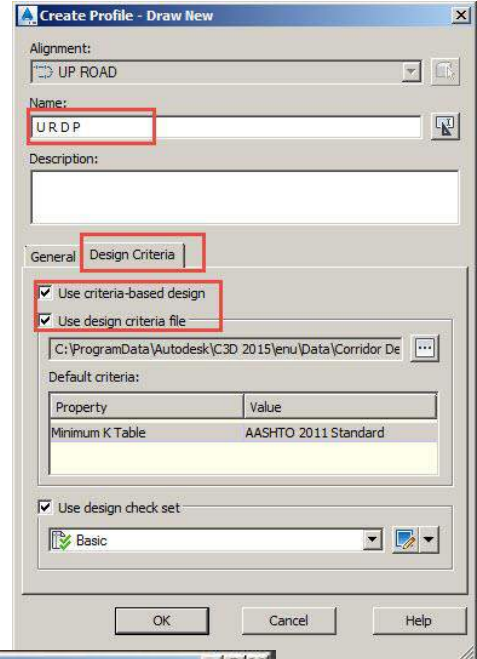 Create Profile - Draw New
Alignment:
UP ROAD
Name:
U R D P
Description:
General Design Criteria
Use criteria-based design
Use design criteria file
C:\ProgramData\Autodesk\C3D 2015\enu\Data\Corridor De
Default criteria:
Property Value
Minimum K Table AASHTO 2011 Standard
Use design check set
Basic
OK Cancel Help